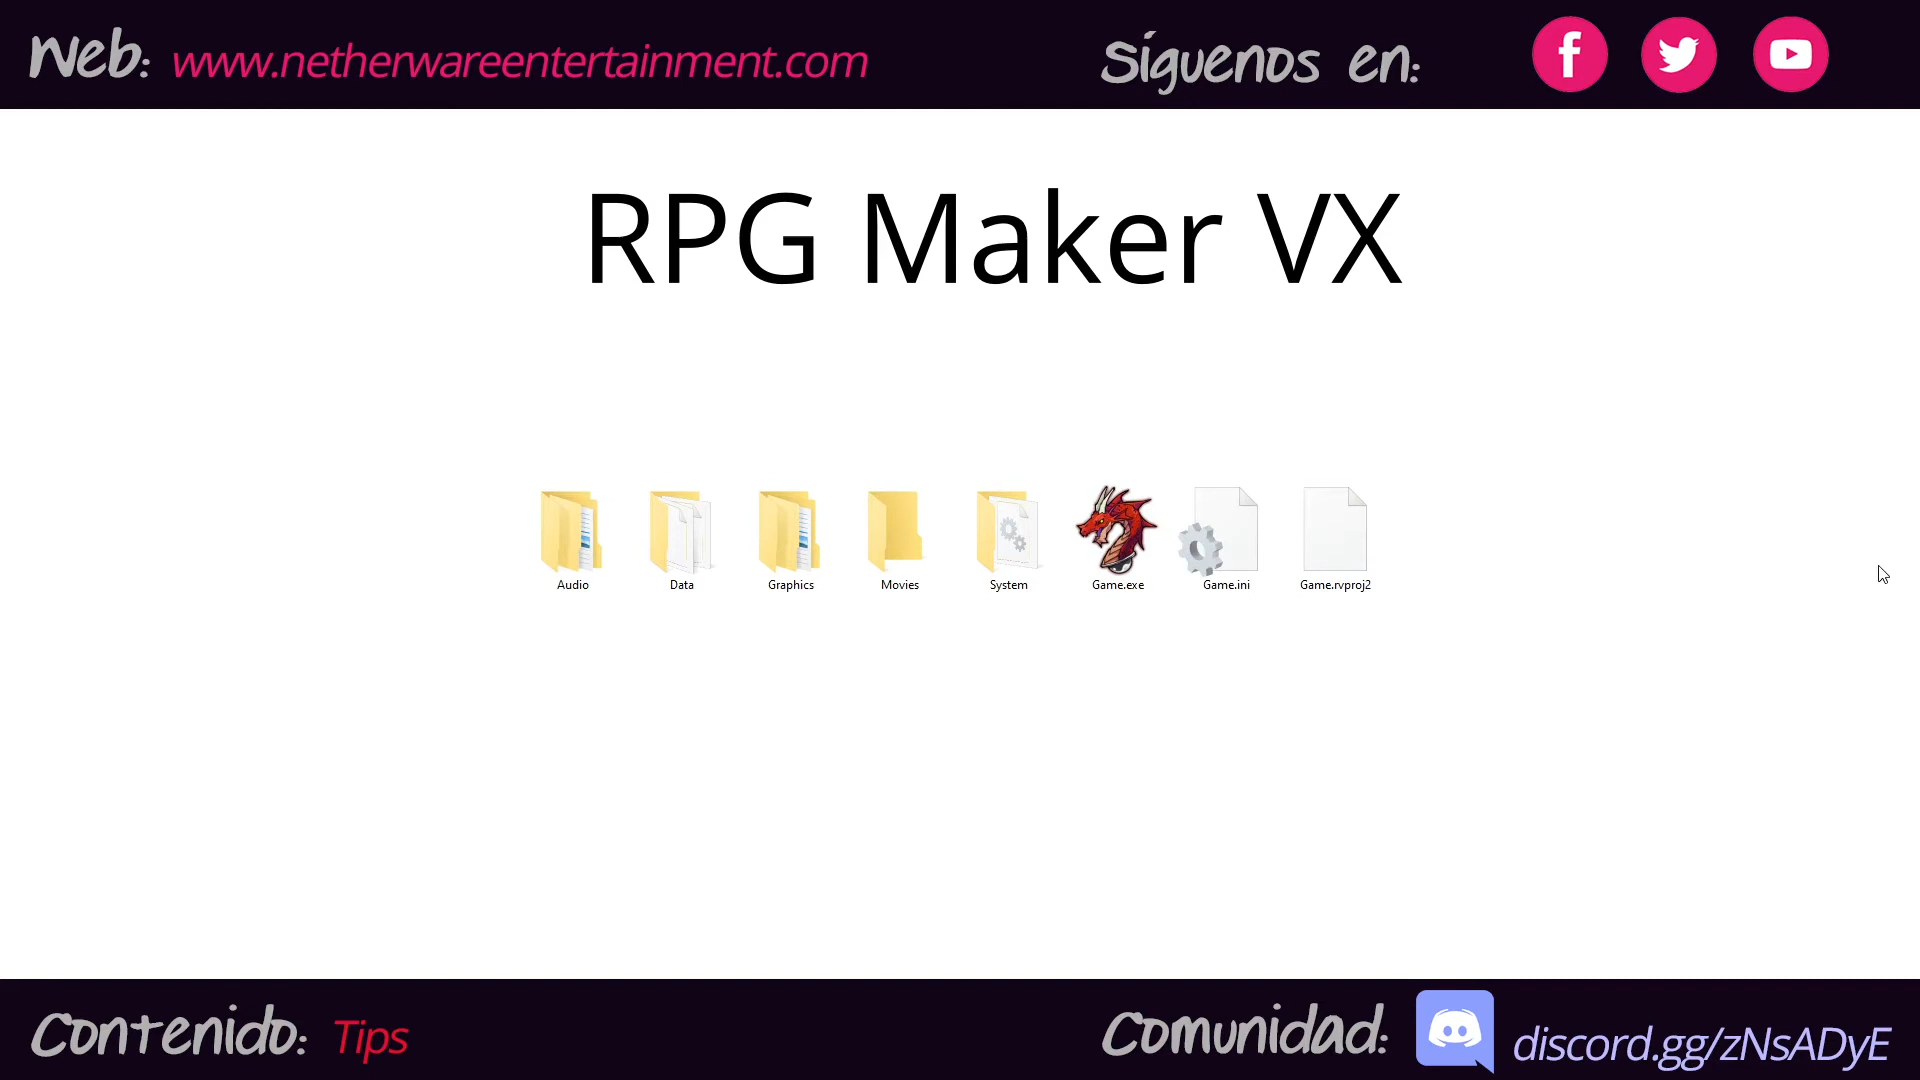 Web: www.netherwareentertainment.com
Síguenos en:
RPG Maker VX
Audio
Data
Graphics
Movies
System
Game.exe
Game.ini
Game.rvproj2
Contenido: Tips
Comunidad: discord.gg/zNsADyE